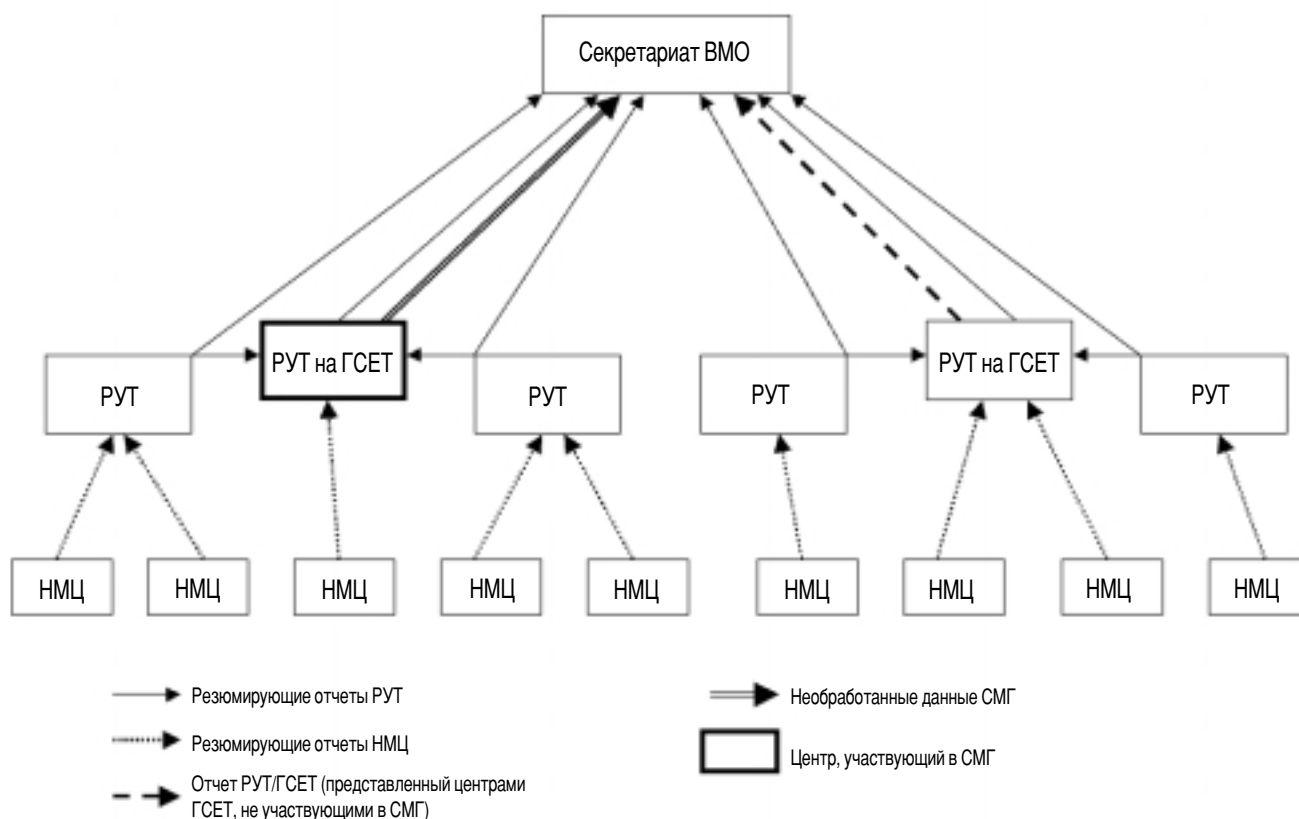 Секретариат ВМО
РУТ на ГСЕТ
РУТ на ГСЕТ
РУТ
РУТ
РУТ
РУТ
НМЦ
НМЦ
НМЦ
НМЦ
НМЦ
НМЦ
НМЦ
НМЦ
НМЦ
Резюмирующие отчеты РУТ
Резюмирующие отчеты НМЦ
Отчет РУТ/ГСЕТ (представленный центрами
ГСЕТ, не участвующими в СМГ)
Необработанные данные СМГ
Центр, участвующий в СМГ